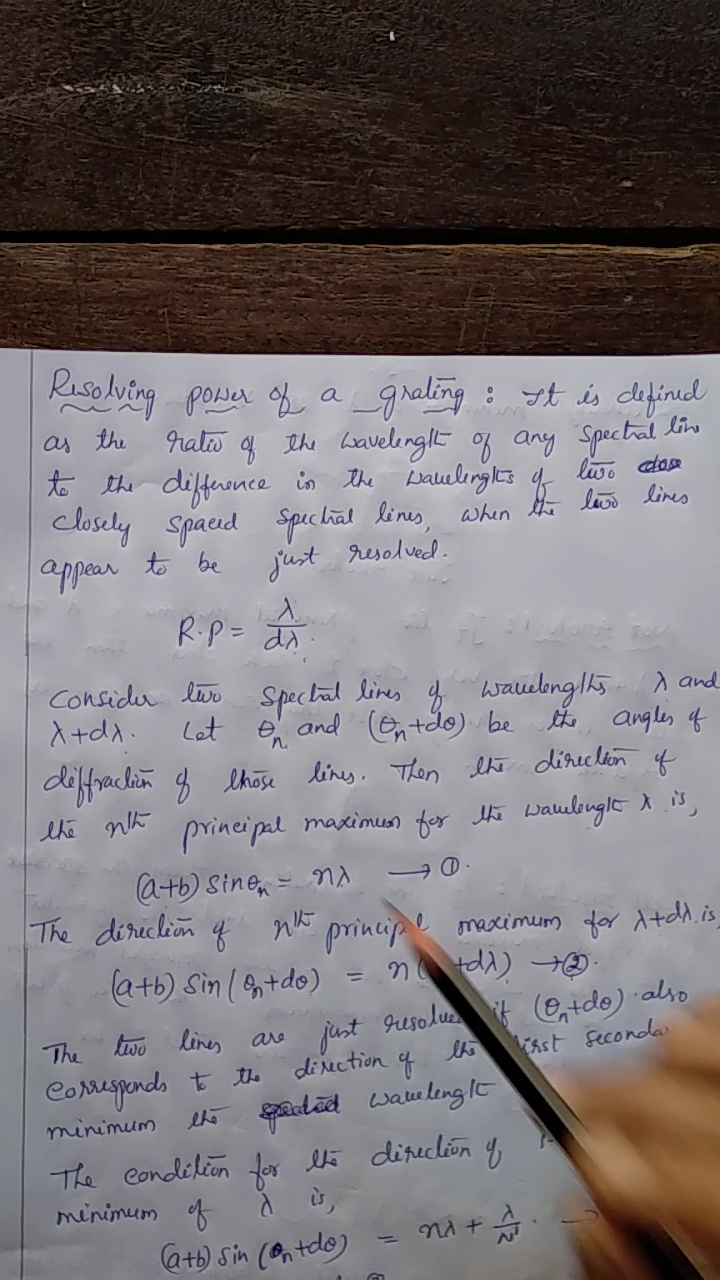 Resolving power of a grating : It is defined
as the ratio of the wavelength of any spectral line
to the difference in the wavelengths of two close
closely spaced spectral lines, when the two lines
appear to be just resolved.
R.P = λ/dλ.
Consider two spectral lines of wavelengths λ and
λ+dλ. Let θn and (θn+dθ) be the angles of
diffraction of those lines. Then the direction of
the nth principal maximum for the wavelength λ is,
(a+b) sinθn = nλ → ①.
The direction of nth principal maximum for λ+dλ is,
(a+b) sin(θn+dθ) = n( +dλ) → ②.
The two lines are just resolved if (θn+dθ) also
corresponds to the direction of the first seconda
minimum the wavelength
The condition for the direction of
minimum of λ is,
(a+b) sin (θn+dθ) = nλ + λ/N. →